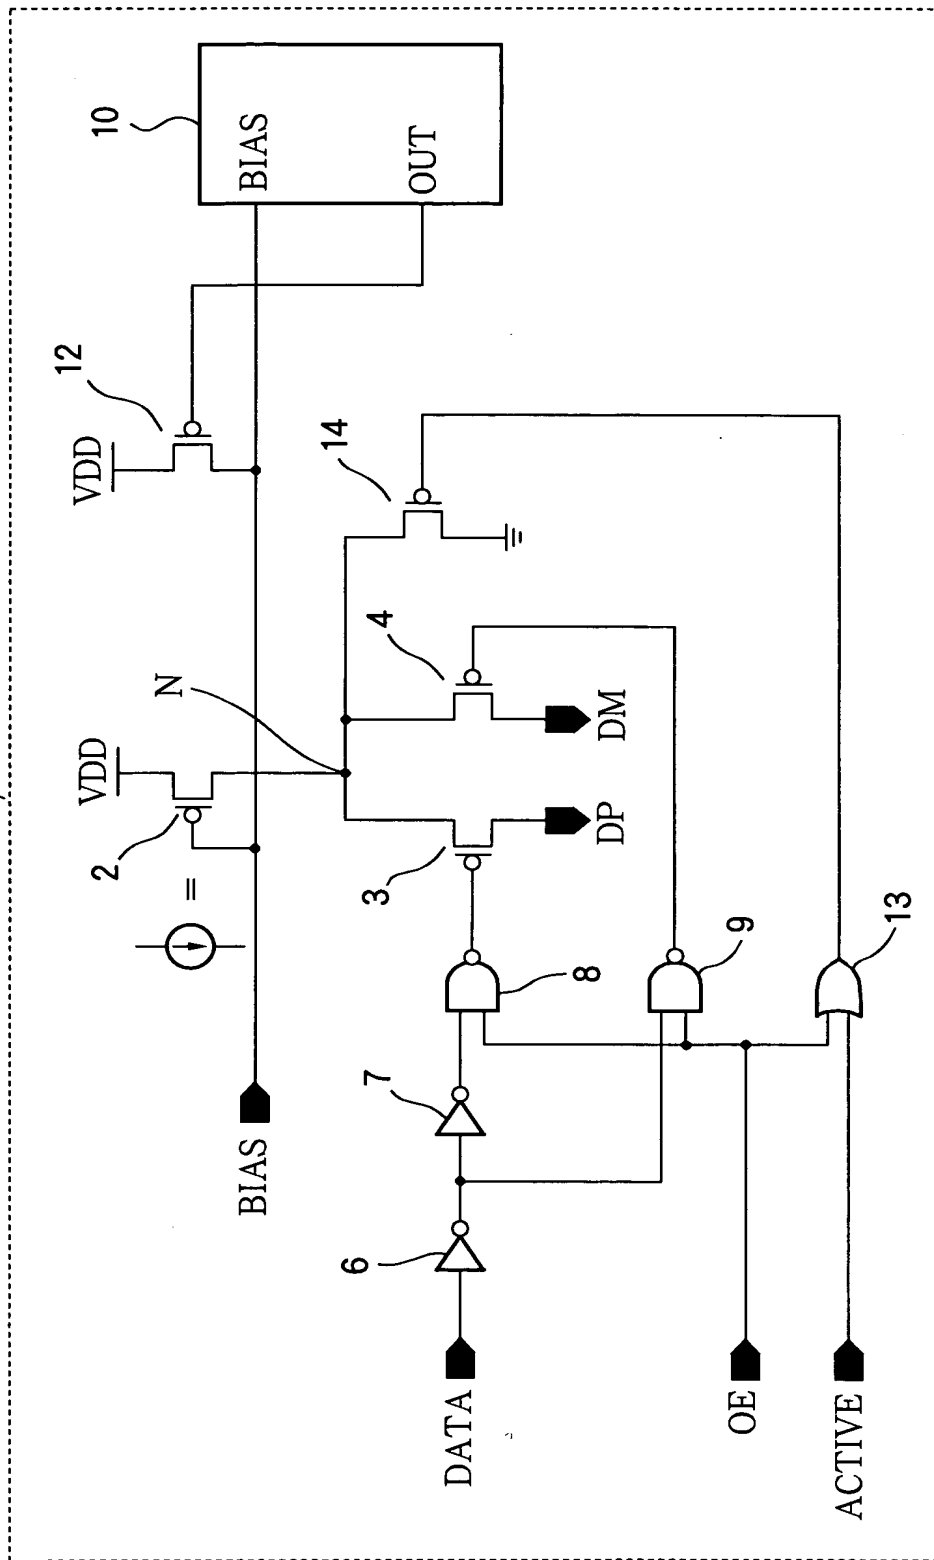 10
BIAS
OUT
12
VDD
14
N
4
VDD
2
=
3
DM
DP
BIAS
7
8
9
13
6
DATA
OE
ACTIVE